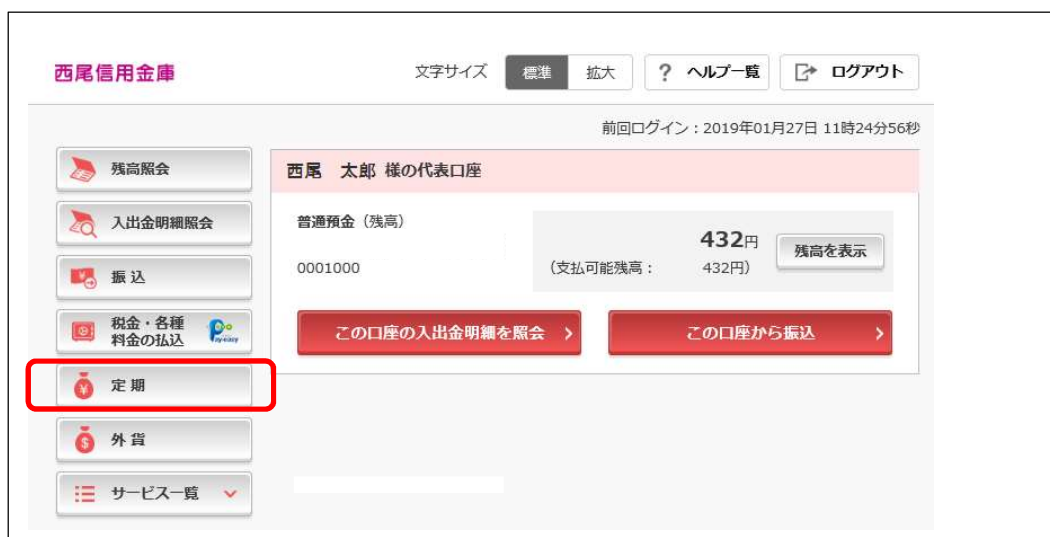 西尾信用金庫
文字サイズ 標準 拡大 ? ヘルプ一覧 ログアウト
前回ログイン：2019年01月27日 11時24分56秒
残高照会
入出金明細照会
振込
税金・各種
料金の払込
Pay-easy
定期
外貨
サービス一覧
西尾 太郎 様の代表口座
普通預金（残高）
0001000
432円
（支払可能残高： 432円）
残高を表示
この口座の入出金明細を照会
この口座から振込